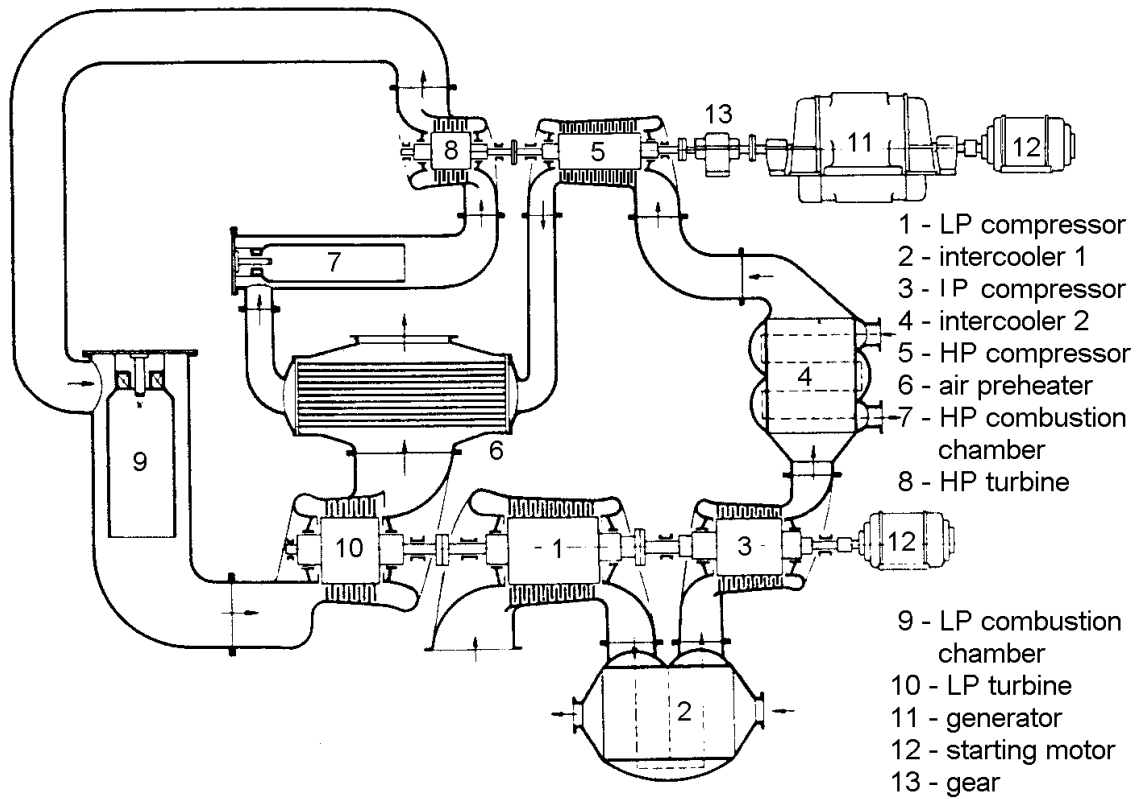 13
8
5
11
12
7
1 - LP compressor
2 - intercooler 1
3 - IP compressor
4 - intercooler 2
5 - HP compressor
6 - air preheater
7 - HP combustion
chamber
8 - HP turbine
4
6
9
10
1
3
12
2
9 - LP combustion
chamber
10 - LP turbine
11 - generator
12 - starting motor
13 - gear